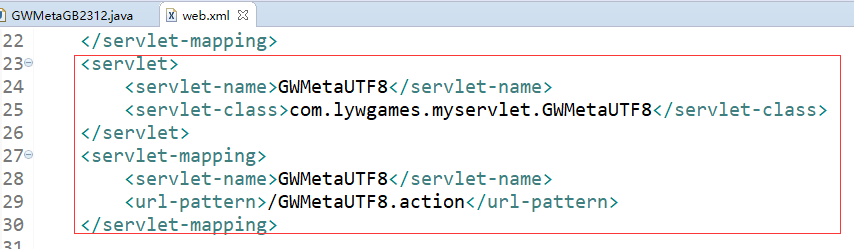 GWMetaGB2312.java web.xml
22 </servlet-mapping>
23 <servlet>
24 <servlet-name>GWMetaUTF8</servlet-name>
25 <servlet-class>com.lywgames.myservlet.GWMetaUTF8</servlet-class>
26 </servlet>
27 <servlet-mapping>
28 <servlet-name>GWMetaUTF8</servlet-name>
29 <url-pattern>/GWMetaUTF8.action</url-pattern>
30 </servlet-mapping>
31